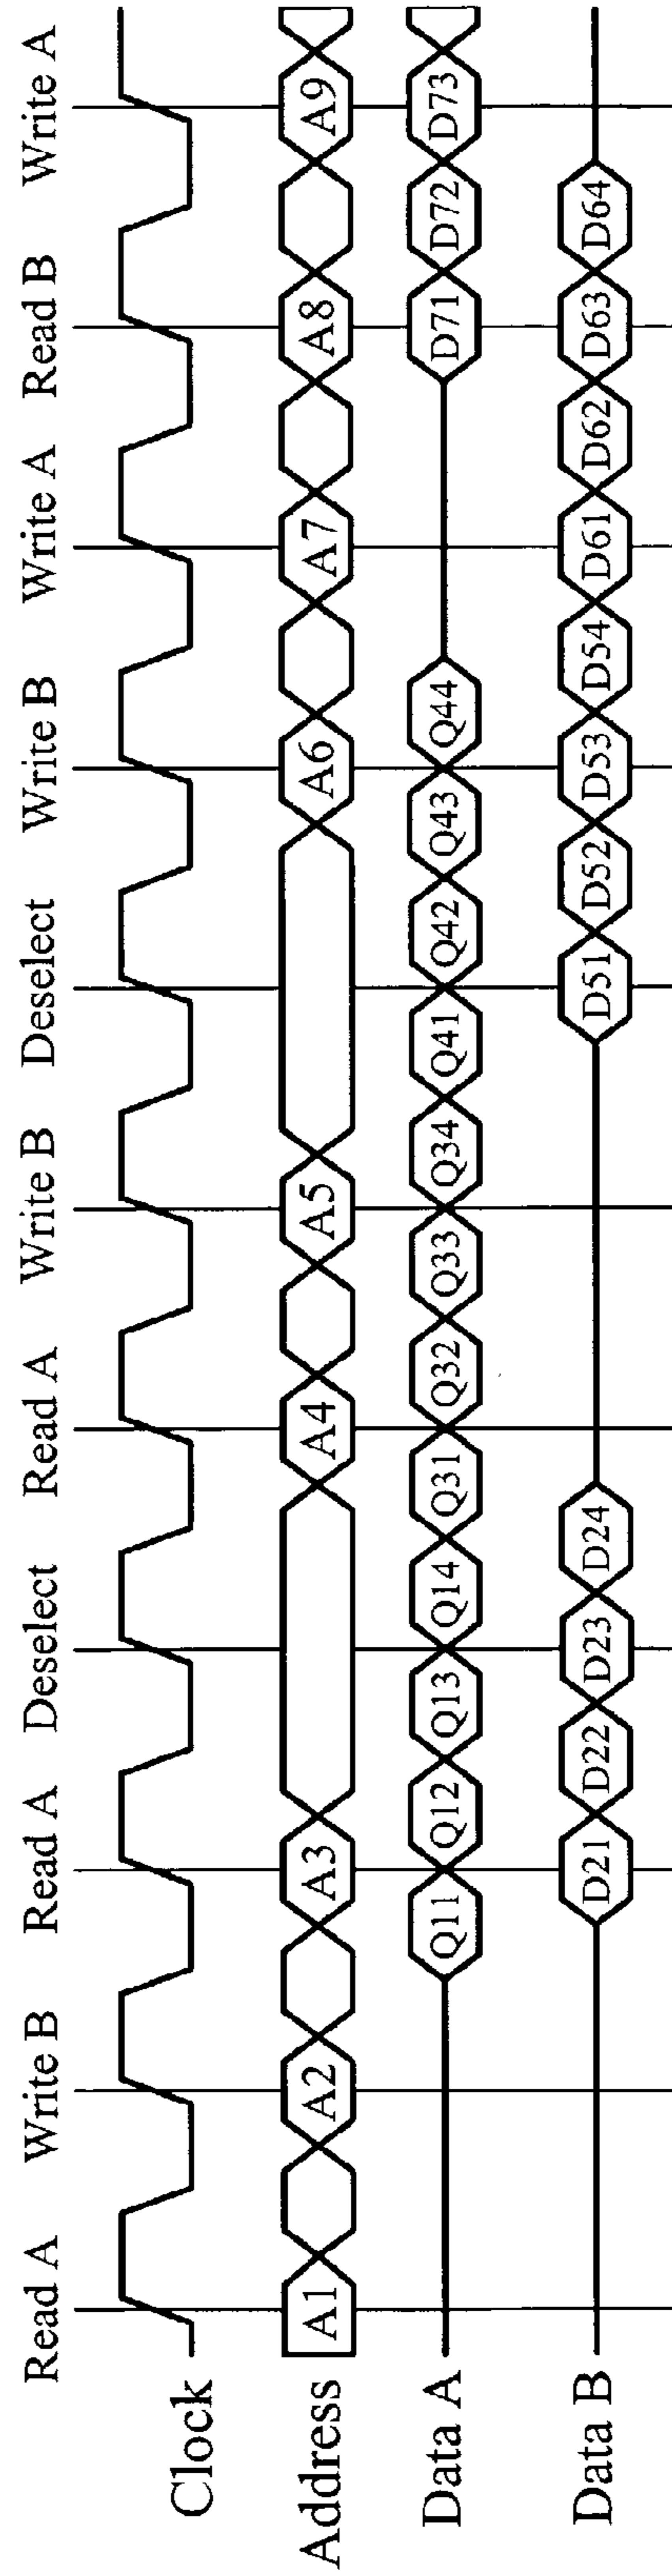 Read A Write B Read A Deselect Read A Write B Deselect Write B Write A Read B Write A
Clock
Address A1 A2 A3 A4 A5 A6 A7 A8 A9
Data A Q11 Q12 Q13 Q14 Q31 Q32 Q33 Q34 Q41 Q42 Q43 Q44 D71 D72 D73
Data B D21 D22 D23 D24 D51 D52 D53 D54 D61 D62 D63 D64